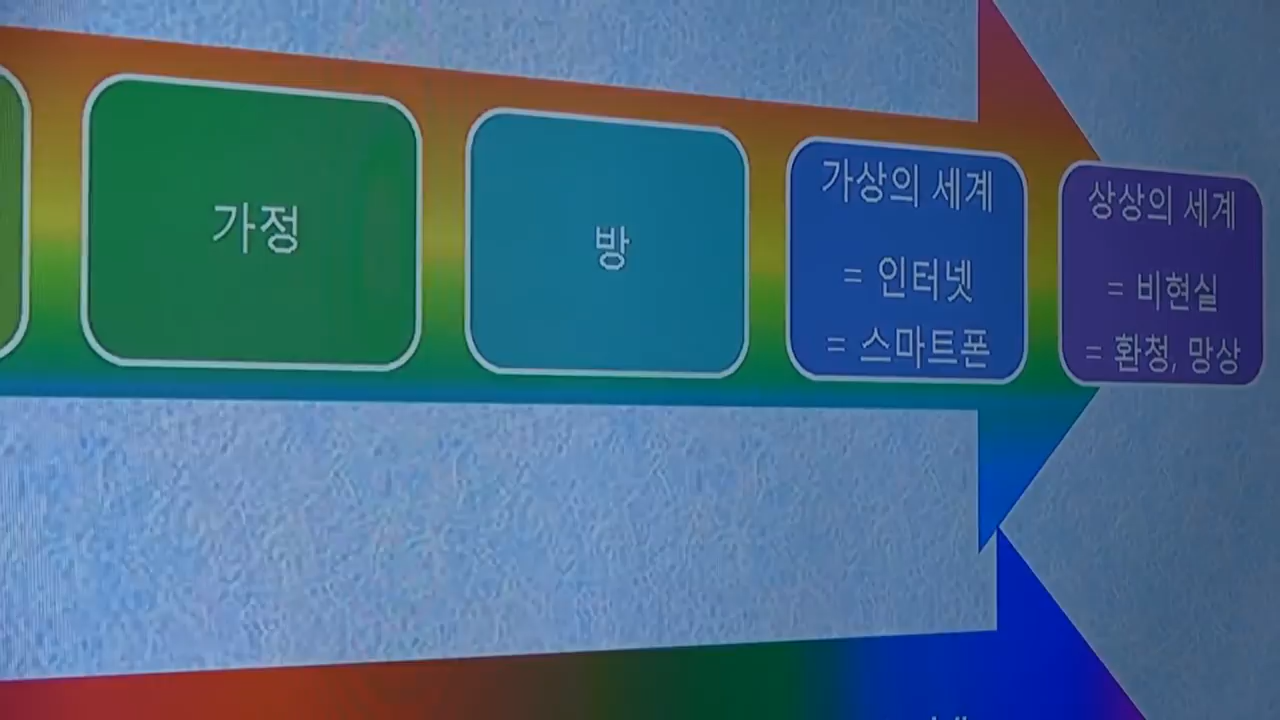 가정
방
가상의 세계
= 인터넷
= 스마트폰
상상의 세계
= 비현실
= 환청, 망상